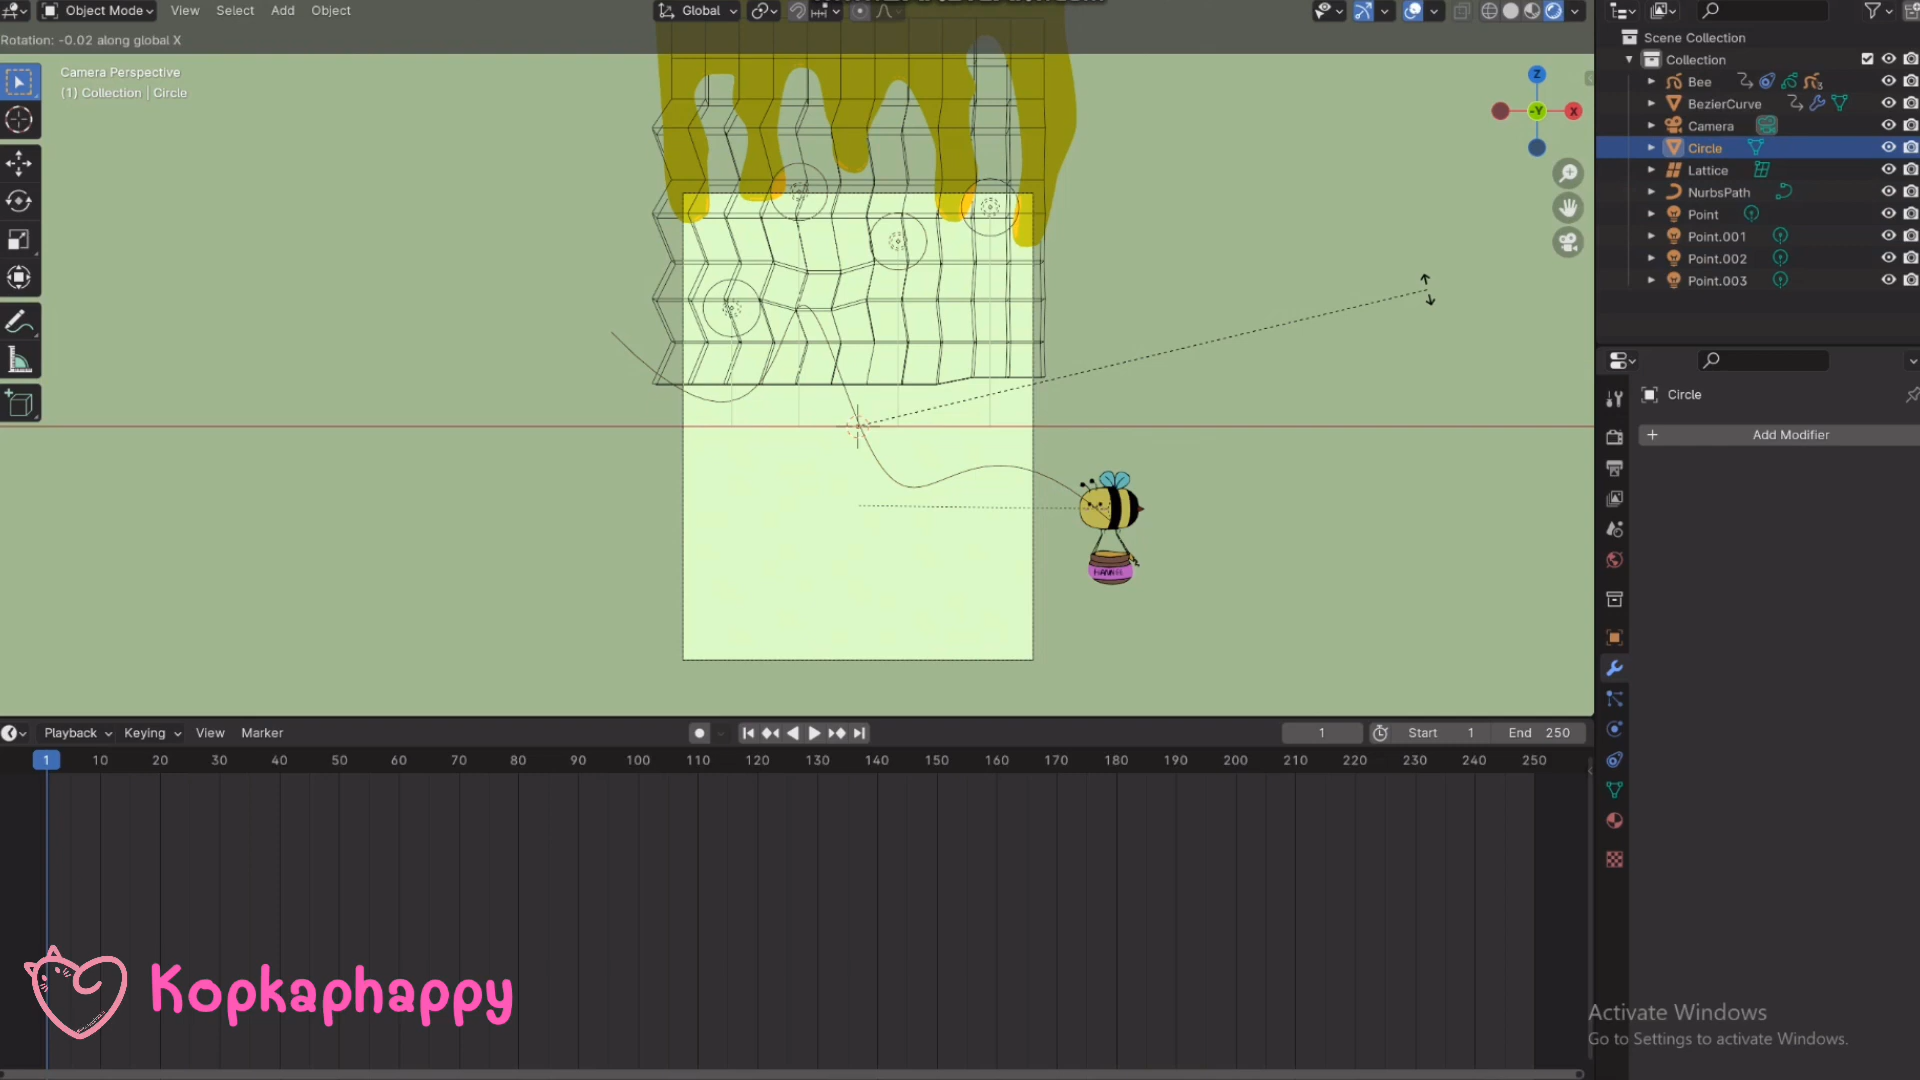 Object Mode View Select Add Object
Global
Rotation: -0.02 along global X
Camera Perspective
(1) Collection | Circle
Z
-Y
X
Scene Collection
Collection
Bee
3
BezierCurve
Camera
Circle
Lattice
NurbsPath
Point
Point.001
Point.002
Point.003
Circle
Add Modifier
Playback Keying View Marker
1 Start 1 End 250
1 10 20 30 40 50 60 70 80 90 100 110 120 130 140 150 160 170 180 190 200 210 220 230 240 250
Kopkaphappy
Activate Windows
Go to Settings to activate Windows.